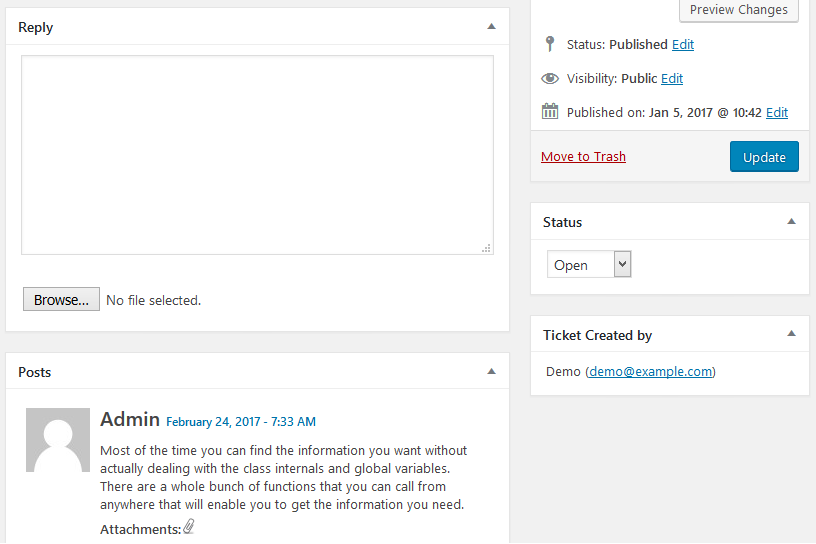 Reply
Browse... No file selected.
Posts
Admin February 24, 2017 - 7:33 AM
Most of the time you can find the information you want without
actually dealing with the class internals and global variables.
There are a whole bunch of functions that you can call from
anywhere that will enable you to get the information you need.
Attachments:
Preview Changes
Status: Published Edit
Visibility: Public Edit
Published on: Jan 5, 2017 @ 10:42 Edit
Move to Trash Update
Status
Open
Ticket Created by
Demo (demo@example.com)